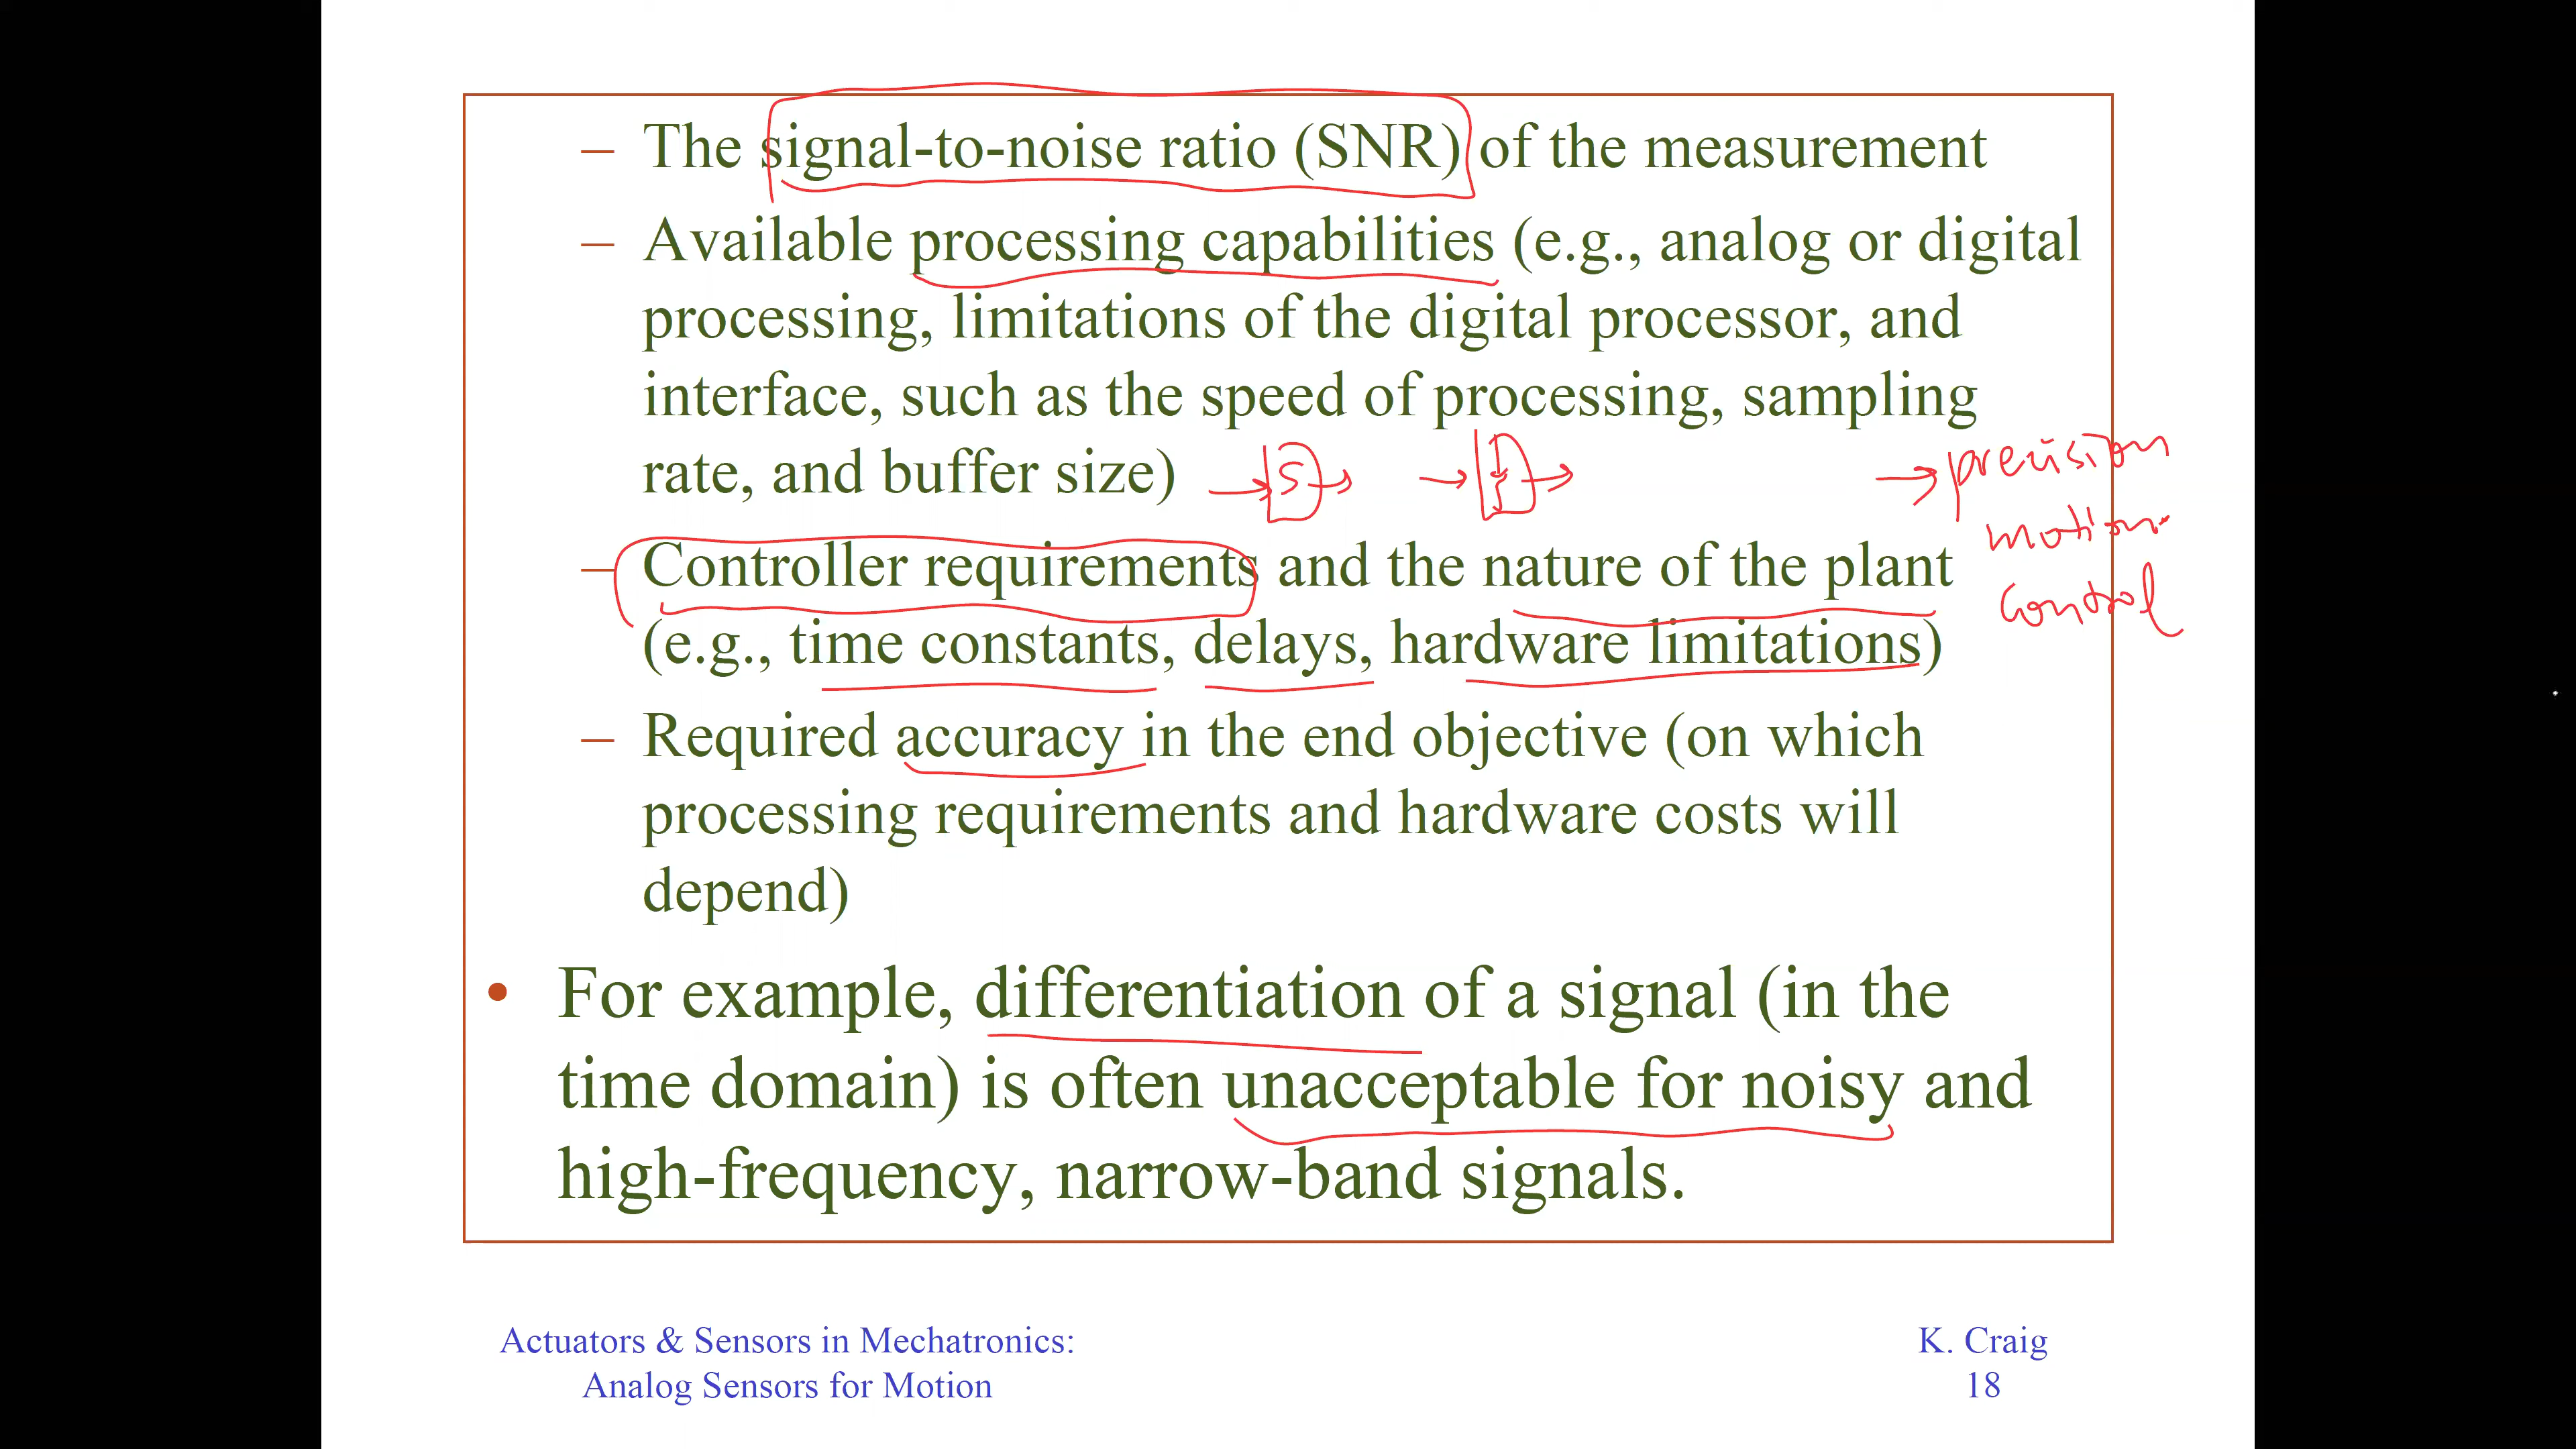 – The signal-to-noise ratio (SNR) of the measurement
– Available processing capabilities (e.g., analog or digital
processing, limitations of the digital processor, and
interface, such as the speed of processing, sampling
rate, and buffer size)
S
→ precision
motion
control
– Controller requirements and the nature of the plant
(e.g., time constants, delays, hardware limitations)
– Required accuracy in the end objective (on which
processing requirements and hardware costs will
depend)
• For example, differentiation of a signal (in the
time domain) is often unacceptable for noisy and
high-frequency, narrow-band signals.
Actuators & Sensors in Mechatronics:
Analog Sensors for Motion
K. Craig
18